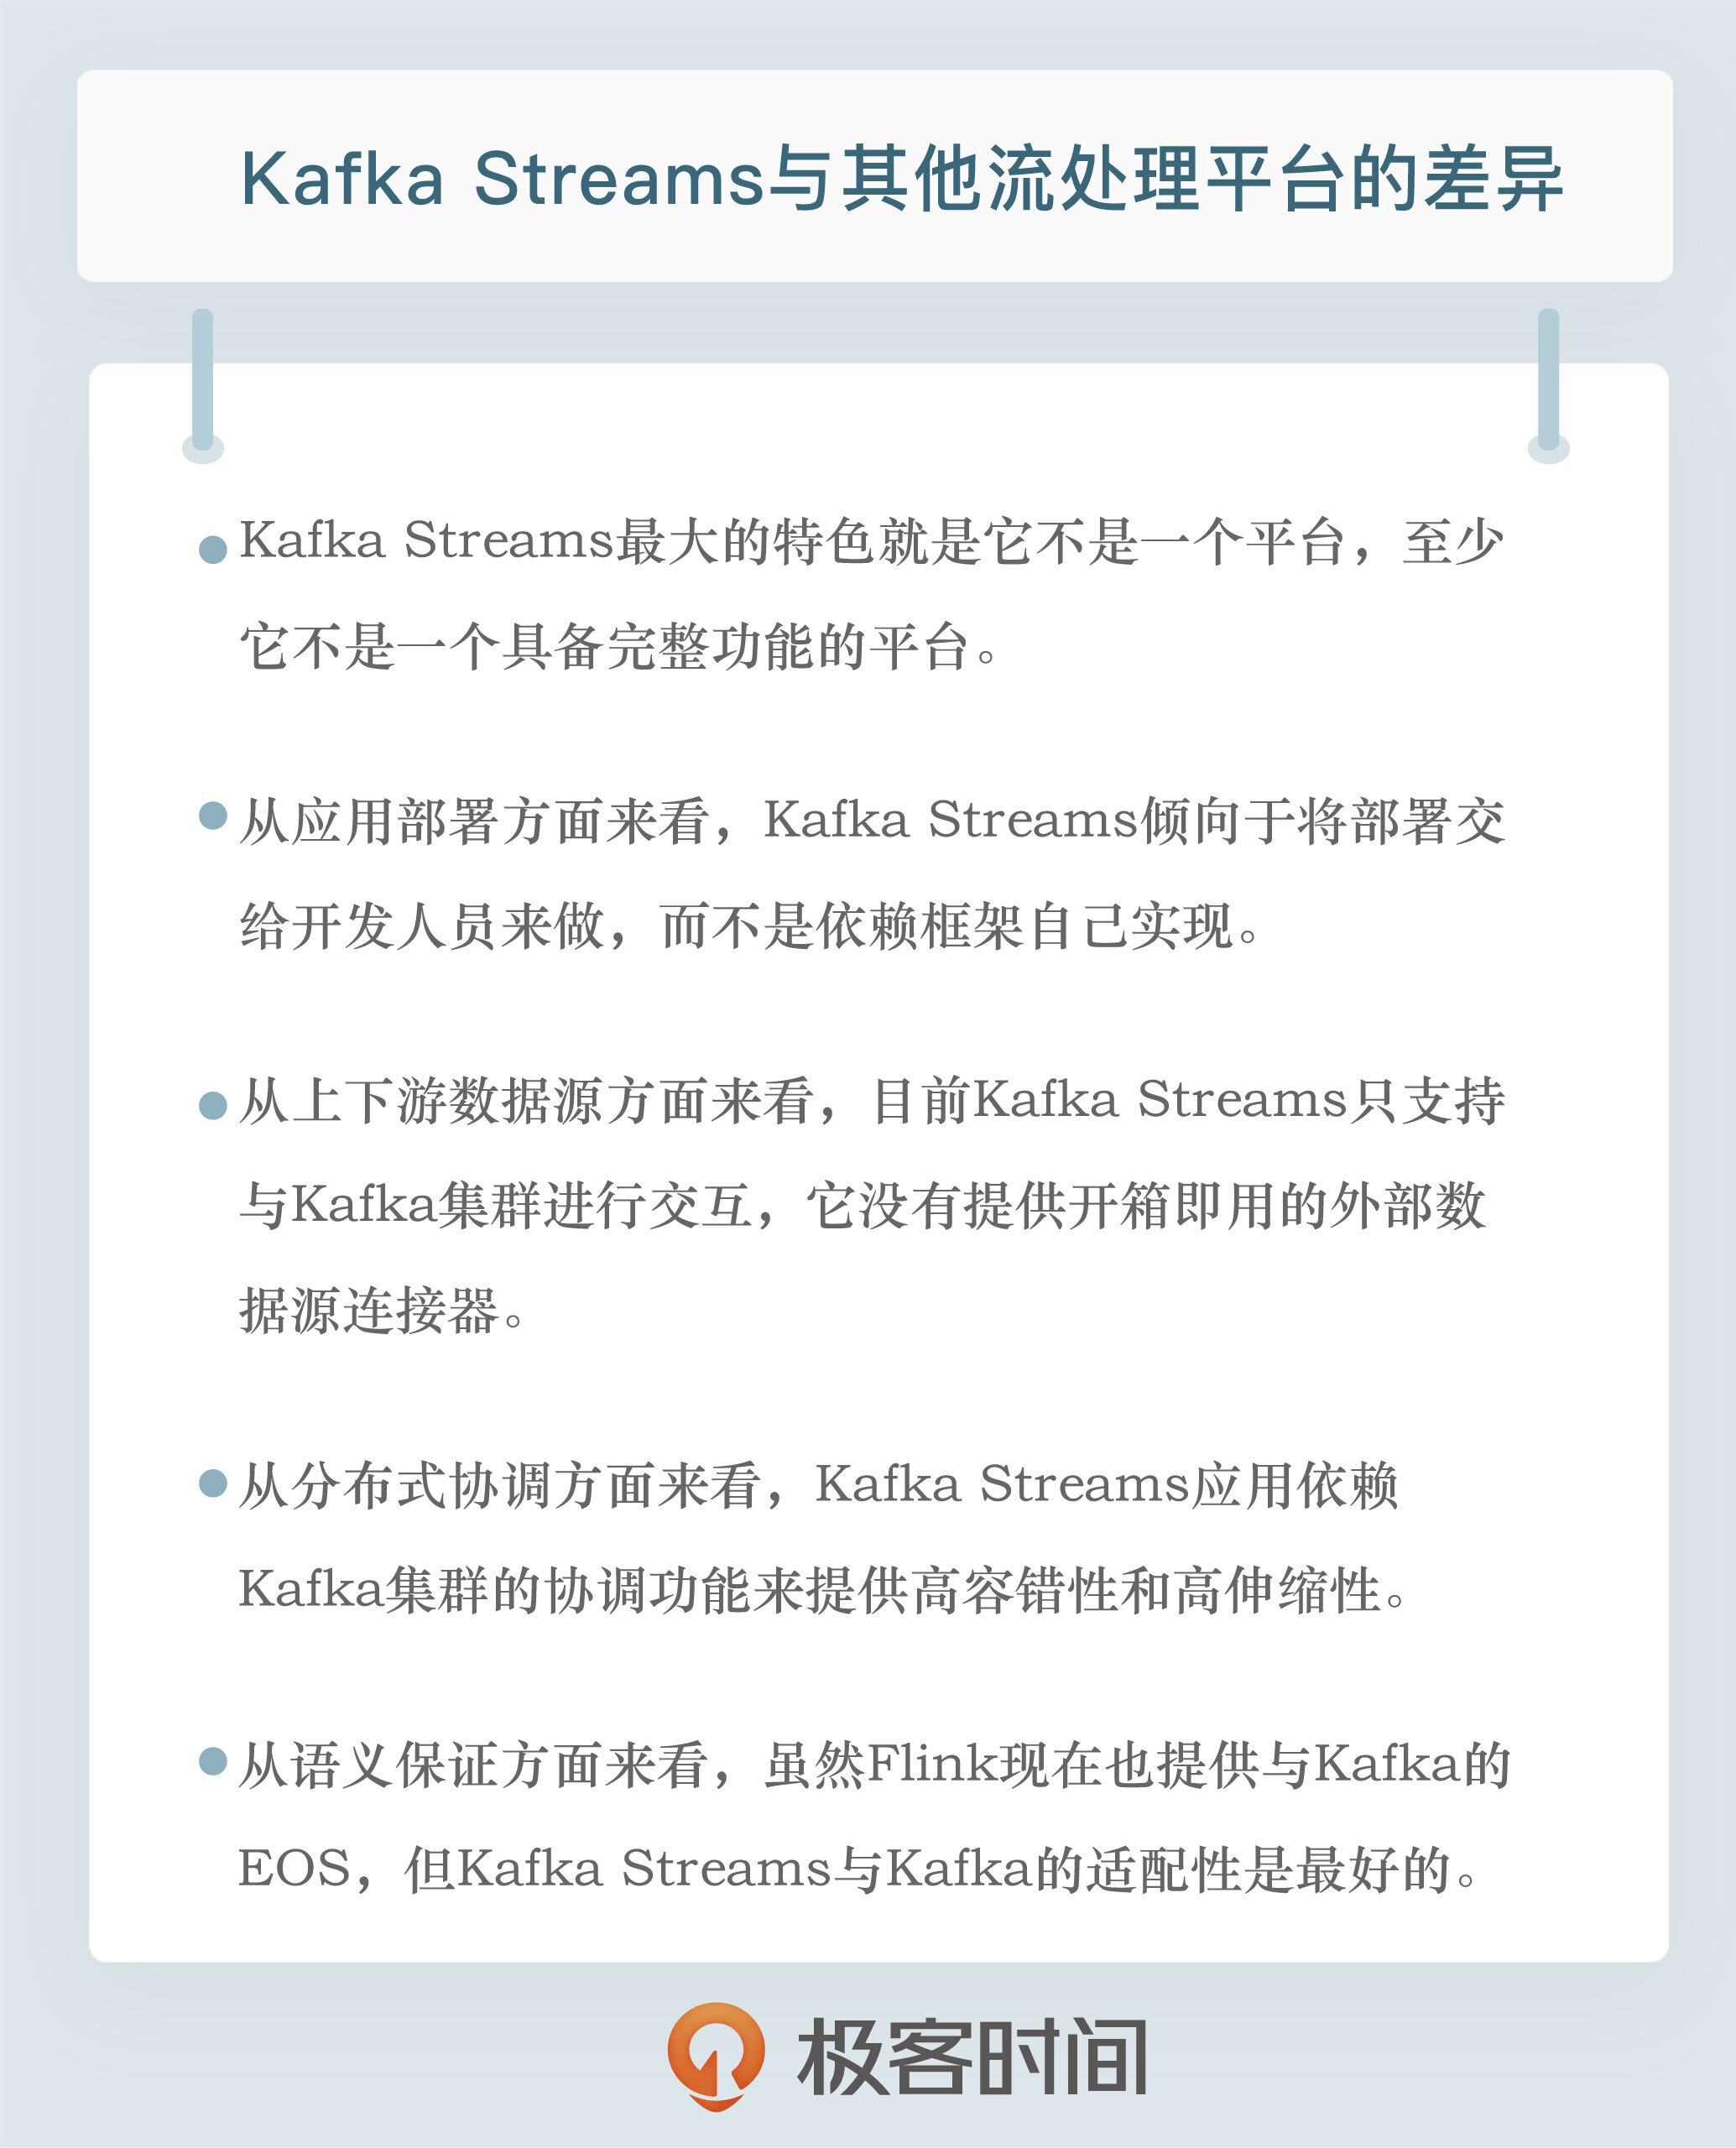 Kafka Streams与其他流处理平台的差异
Kafka Streams最大的特色就是它不是一个平台，至少
它不是一个具备完整功能的平台。
从应用部署方面来看，Kafka Streams倾向于将部署交
给开发人员来做，而不是依赖框架自己实现。
从上下游数据源方面来看，目前Kafka Streams只支持
与Kafka集群进行交互，它没有提供开箱即用的外部数
据源连接器。
从分布式协调方面来看，Kafka Streams应用依赖
Kafka集群的协调功能来提供高容错性和高伸缩性。
从语义保证方面来看，虽然Flink现在也提供与Kafka的
EOS，但Kafka Streams与Kafka的适配性是最好的。
极客时间